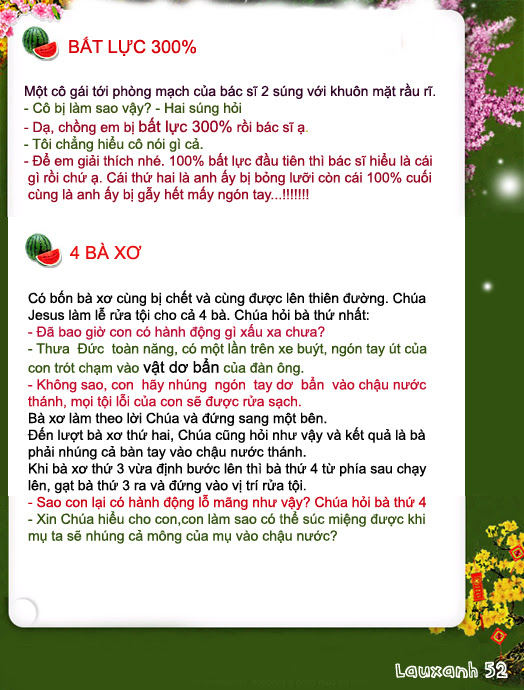 BẤT LỰC 300%
Một cô gái tới phòng mạch của bác sĩ 2 súng với khuôn mặt rầu rĩ.
- Cô bị làm sao vậy? - Hai súng hỏi
- Dạ, chồng em bị bất lực 300% rồi bác sĩ ạ.
- Tôi chẳng hiểu cô nói gì cả.
- Để em giải thích nhé. 100% bất lực đầu tiên thì bác sĩ hiểu là cái
gì rồi chứ ạ. Cái thứ hai là anh ấy bị bỏng lưỡi còn cái 100% cuối
cùng là anh ấy bị gẫy hết mấy ngón tay...!!!!!!!
4 BÀ XƠ
Có bốn bà xơ cùng bị chết và cùng được lên thiên đường. Chúa
Jesus làm lễ rửa tội cho cả 4 bà. Chúa hỏi bà thứ nhất:
- Đã bao giờ con có hành động gì xấu xa chưa?
- Thưa Đức toàn năng, có một lần trên xe buýt, ngón tay út của
con trót chạm vào vật dơ bẩn của đàn ông.
- Không sao, con hãy nhúng ngón tay dơ bẩn vào chậu nước
thánh, mọi tội lỗi của con sẽ được rửa sạch.
Bà xơ làm theo lời Chúa và đứng sang một bên.
Đến lượt bà xơ thứ hai, Chúa cũng hỏi như vậy và kết quả là bà
phải nhúng cả bàn tay vào chậu nước thánh.
Khi bà xơ thứ 3 vừa định bước lên thì bà thứ 4 từ phía sau chạy
lên, gạt bà thứ 3 ra và đứng vào vị trí rửa tội.
- Sao con lại có hành động lỗ mãng như vậy? Chúa hỏi bà thứ 4
- Xin Chúa hiểu cho con,con làm sao có thể súc miệng được khi
mụ ta sẽ nhúng cả mông của mụ vào chậu nước?
Lauxanh 52